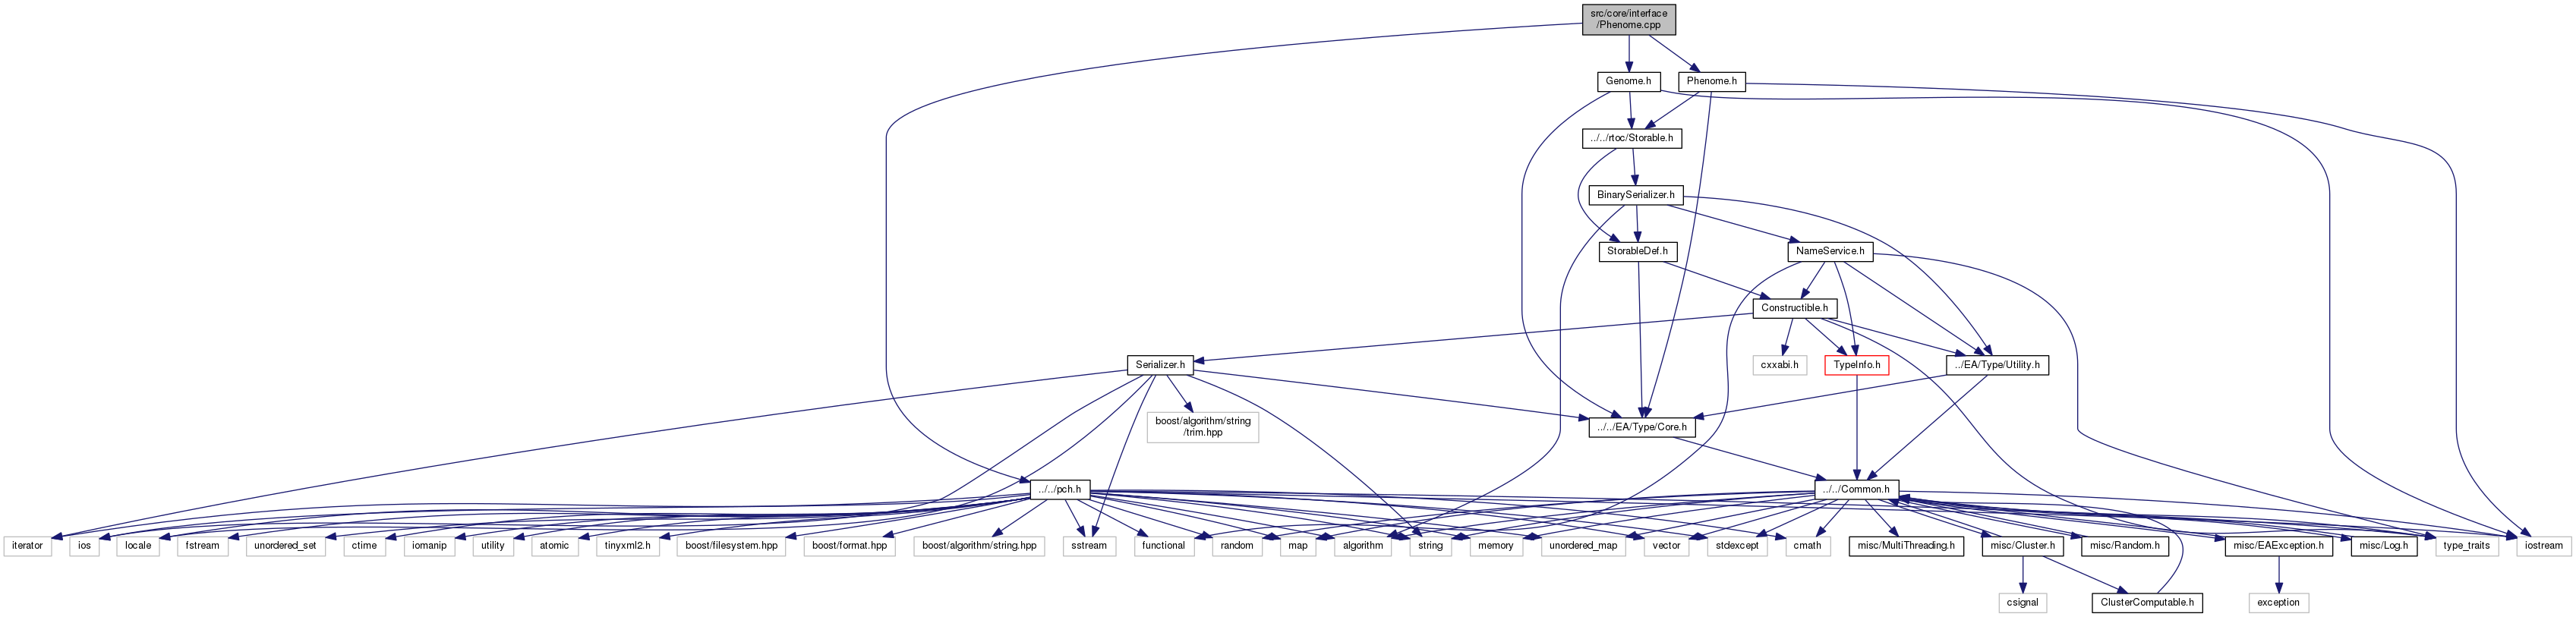 src/core/interface
/Phenome.cpp
Genome.h
Phenome.h
../../rtoc/Storable.h
BinarySerializer.h
StorableDef.h
NameService.h
Constructible.h
Serializer.h
cxxabi.h
TypeInfo.h
../EA/Type/Utility.h
boost/algorithm/string
/trim.hpp
../../EA/Type/Core.h
../../pch.h
../../Common.h
iterator
ios
locale
fstream
unordered_set
ctime
iomanip
utility
atomic
tinyxml2.h
boost/filesystem.hpp
boost/format.hpp
boost/algorithm/string.hpp
sstream
functional
random
map
algorithm
string
memory
unordered_map
vector
stdexcept
cmath
misc/MultiThreading.h
misc/Cluster.h
misc/Random.h
misc/EAException.h
misc/Log.h
type_traits
iostream
csignal
ClusterComputable.h
exception